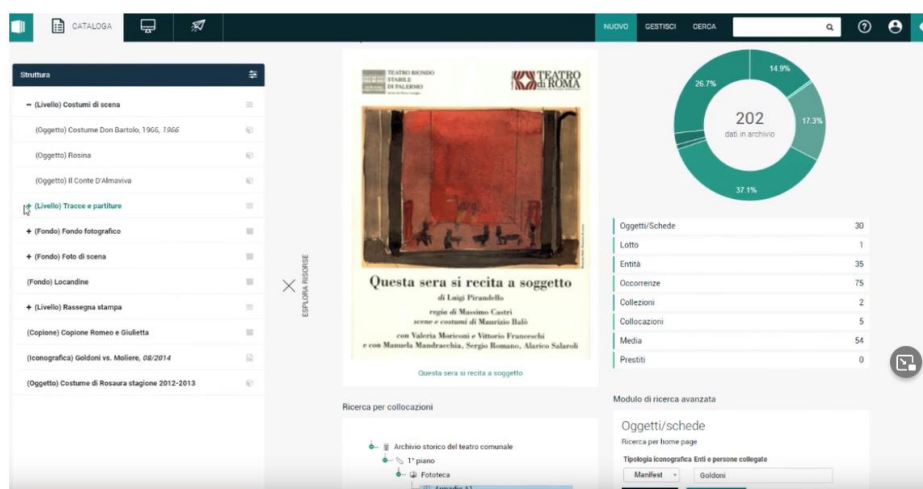 CATALOGA
NUOVO GESTISCI CERCA
Struttura
(Livello) Costumi di scena
(Oggetto) Costume Don Bartolo, 1966, 1966
(Oggetto) Rosina
(Oggetto) Il Conte D'Almaviva
+ (Livello) Tracce e partiture
+ (Fondo) Fondo fotografico
+ (Fondo) Foto di scena
(Fondo) Locandine
+ (Livello) Rassegna stampa
(Copione) Copione Romeo e Giulietta
(Iconografica) Goldoni vs. Moliere, 08/2014
(Oggetto) Costume di Rosaura stagione 2012-2013
ESPLORA RISORSE
TEATRO BIONDO
STABILE
DI PALERMO
TEATRO
di ROMA
Questa sera si recita a soggetto
di Luigi Pirandello
regia di Massimo Castri
scene e costumi di Maurizio Balò
con Valeria Moriconi e Vittorio Franceschi
e con Manuela Mandracchia, Sergio Romano, Alarico Salaroli
Questa sera si recita a soggetto
Ricerca per collocazioni
Archivio storico del teatro comunale
1° piano
Fototeca
Armadio A1
14.9%
26.7%
17.3%
37.1%
202
dati in archivio
Oggetti/Schede 30
Lotto 1
Entità 35
Occorrenze 75
Collezioni 2
Collocazioni 5
Media 54
Prestiti 0
Modulo di ricerca avanzata
Oggetti/schede
Ricerca per home page
Tipologia iconografica Enti e persone collegate
Manifest Goldoni